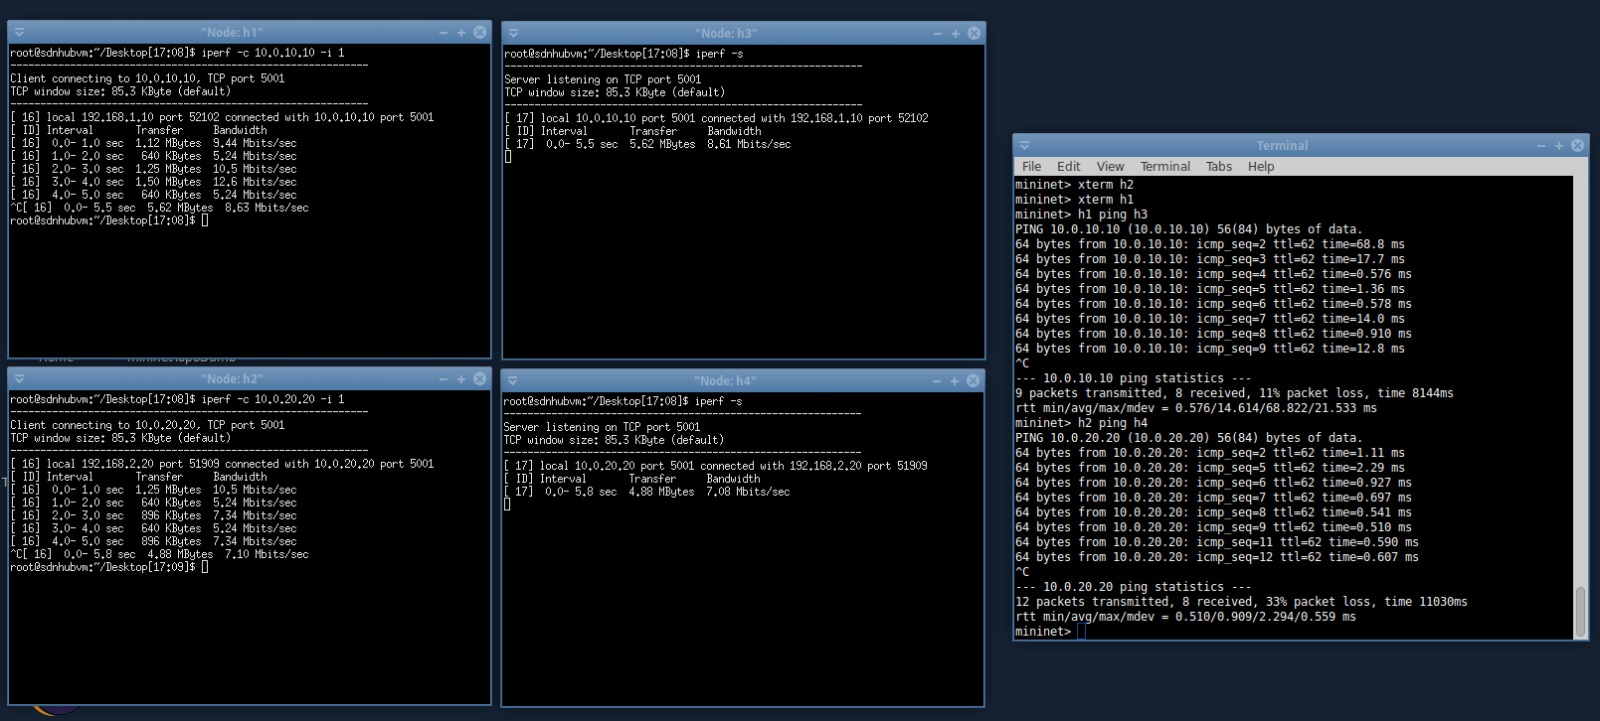 "Node: h1"
root@sdnhubvm:~/Desktop[17:08]$ iperf -c 10.0.10.10 -i 1
------------------------------------------------------------
Client connecting to 10.0.10.10, TCP port 5001
TCP window size: 85.3 KByte (default)
------------------------------------------------------------
[ 16] local 192.168.1.10 port 52102 connected with 10.0.10.10 port 5001
[ ID] Interval       Transfer     Bandwidth
[ 16]  0.0- 1.0 sec  1.12 MBytes  9.44 Mbits/sec
[ 16]  1.0- 2.0 sec   640 KBytes  5.24 Mbits/sec
[ 16]  2.0- 3.0 sec  1.25 MBytes  10.5 Mbits/sec
[ 16]  3.0- 4.0 sec  1.50 MBytes  12.6 Mbits/sec
[ 16]  4.0- 5.0 sec   640 KBytes  5.24 Mbits/sec
^C[ 16]  0.0- 5.5 sec  5.62 MBytes  8.63 Mbits/sec
root@sdnhubvm:~/Desktop[17:08]$
"Node: h3"
root@sdnhubvm:~/Desktop[17:08]$ iperf -s
------------------------------------------------------------
Server listening on TCP port 5001
TCP window size: 85.3 KByte (default)
------------------------------------------------------------
[ 17] local 10.0.10.10 port 5001 connected with 192.168.1.10 port 52102
[ ID] Interval       Transfer     Bandwidth
[ 17]  0.0- 5.5 sec  5.62 MBytes  8.61 Mbits/sec
"Node: h2"
root@sdnhubvm:~/Desktop[17:08]$ iperf -c 10.0.20.20 -i 1
------------------------------------------------------------
Client connecting to 10.0.20.20, TCP port 5001
TCP window size: 85.3 KByte (default)
------------------------------------------------------------
[ 16] local 192.168.2.20 port 51909 connected with 10.0.20.20 port 5001
[ ID] Interval       Transfer     Bandwidth
[ 16]  0.0- 1.0 sec  1.25 MBytes  10.5 Mbits/sec
[ 16]  1.0- 2.0 sec   640 KBytes  5.24 Mbits/sec
[ 16]  2.0- 3.0 sec   896 KBytes  7.34 Mbits/sec
[ 16]  3.0- 4.0 sec   640 KBytes  5.24 Mbits/sec
[ 16]  4.0- 5.0 sec   896 KBytes  7.34 Mbits/sec
^C[ 16]  0.0- 5.8 sec  4.88 MBytes  7.10 Mbits/sec
root@sdnhubvm:~/Desktop[17:09]$
"Node: h4"
root@sdnhubvm:~/Desktop[17:08]$ iperf -s
------------------------------------------------------------
Server listening on TCP port 5001
TCP window size: 85.3 KByte (default)
------------------------------------------------------------
[ 17] local 10.0.20.20 port 5001 connected with 192.168.2.20 port 51909
[ ID] Interval       Transfer     Bandwidth
[ 17]  0.0- 5.8 sec  4.88 MBytes  7.08 Mbits/sec
Terminal
File Edit View Terminal Tabs Help
mininet> xterm h2
mininet> xterm h1
mininet> h1 ping h3
PING 10.0.10.10 (10.0.10.10) 56(84) bytes of data.
64 bytes from 10.0.10.10: icmp_seq=2 ttl=62 time=68.8 ms
64 bytes from 10.0.10.10: icmp_seq=3 ttl=62 time=17.7 ms
64 bytes from 10.0.10.10: icmp_seq=4 ttl=62 time=0.576 ms
64 bytes from 10.0.10.10: icmp_seq=5 ttl=62 time=1.36 ms
64 bytes from 10.0.10.10: icmp_seq=6 ttl=62 time=0.578 ms
64 bytes from 10.0.10.10: icmp_seq=7 ttl=62 time=14.0 ms
64 bytes from 10.0.10.10: icmp_seq=8 ttl=62 time=0.910 ms
64 bytes from 10.0.10.10: icmp_seq=9 ttl=62 time=12.8 ms
^C
--- 10.0.10.10 ping statistics ---
9 packets transmitted, 8 received, 11% packet loss, time 8144ms
rtt min/avg/max/mdev = 0.576/14.614/68.822/21.533 ms
mininet> h2 ping h4
PING 10.0.20.20 (10.0.20.20) 56(84) bytes of data.
64 bytes from 10.0.20.20: icmp_seq=2 ttl=62 time=1.11 ms
64 bytes from 10.0.20.20: icmp_seq=5 ttl=62 time=2.29 ms
64 bytes from 10.0.20.20: icmp_seq=6 ttl=62 time=0.927 ms
64 bytes from 10.0.20.20: icmp_seq=7 ttl=62 time=0.697 ms
64 bytes from 10.0.20.20: icmp_seq=8 ttl=62 time=0.541 ms
64 bytes from 10.0.20.20: icmp_seq=9 ttl=62 time=0.510 ms
64 bytes from 10.0.20.20: icmp_seq=11 ttl=62 time=0.590 ms
64 bytes from 10.0.20.20: icmp_seq=12 ttl=62 time=0.607 ms
^C
--- 10.0.20.20 ping statistics ---
12 packets transmitted, 8 received, 33% packet loss, time 11030ms
rtt min/avg/max/mdev = 0.510/0.909/2.294/0.559 ms
mininet>